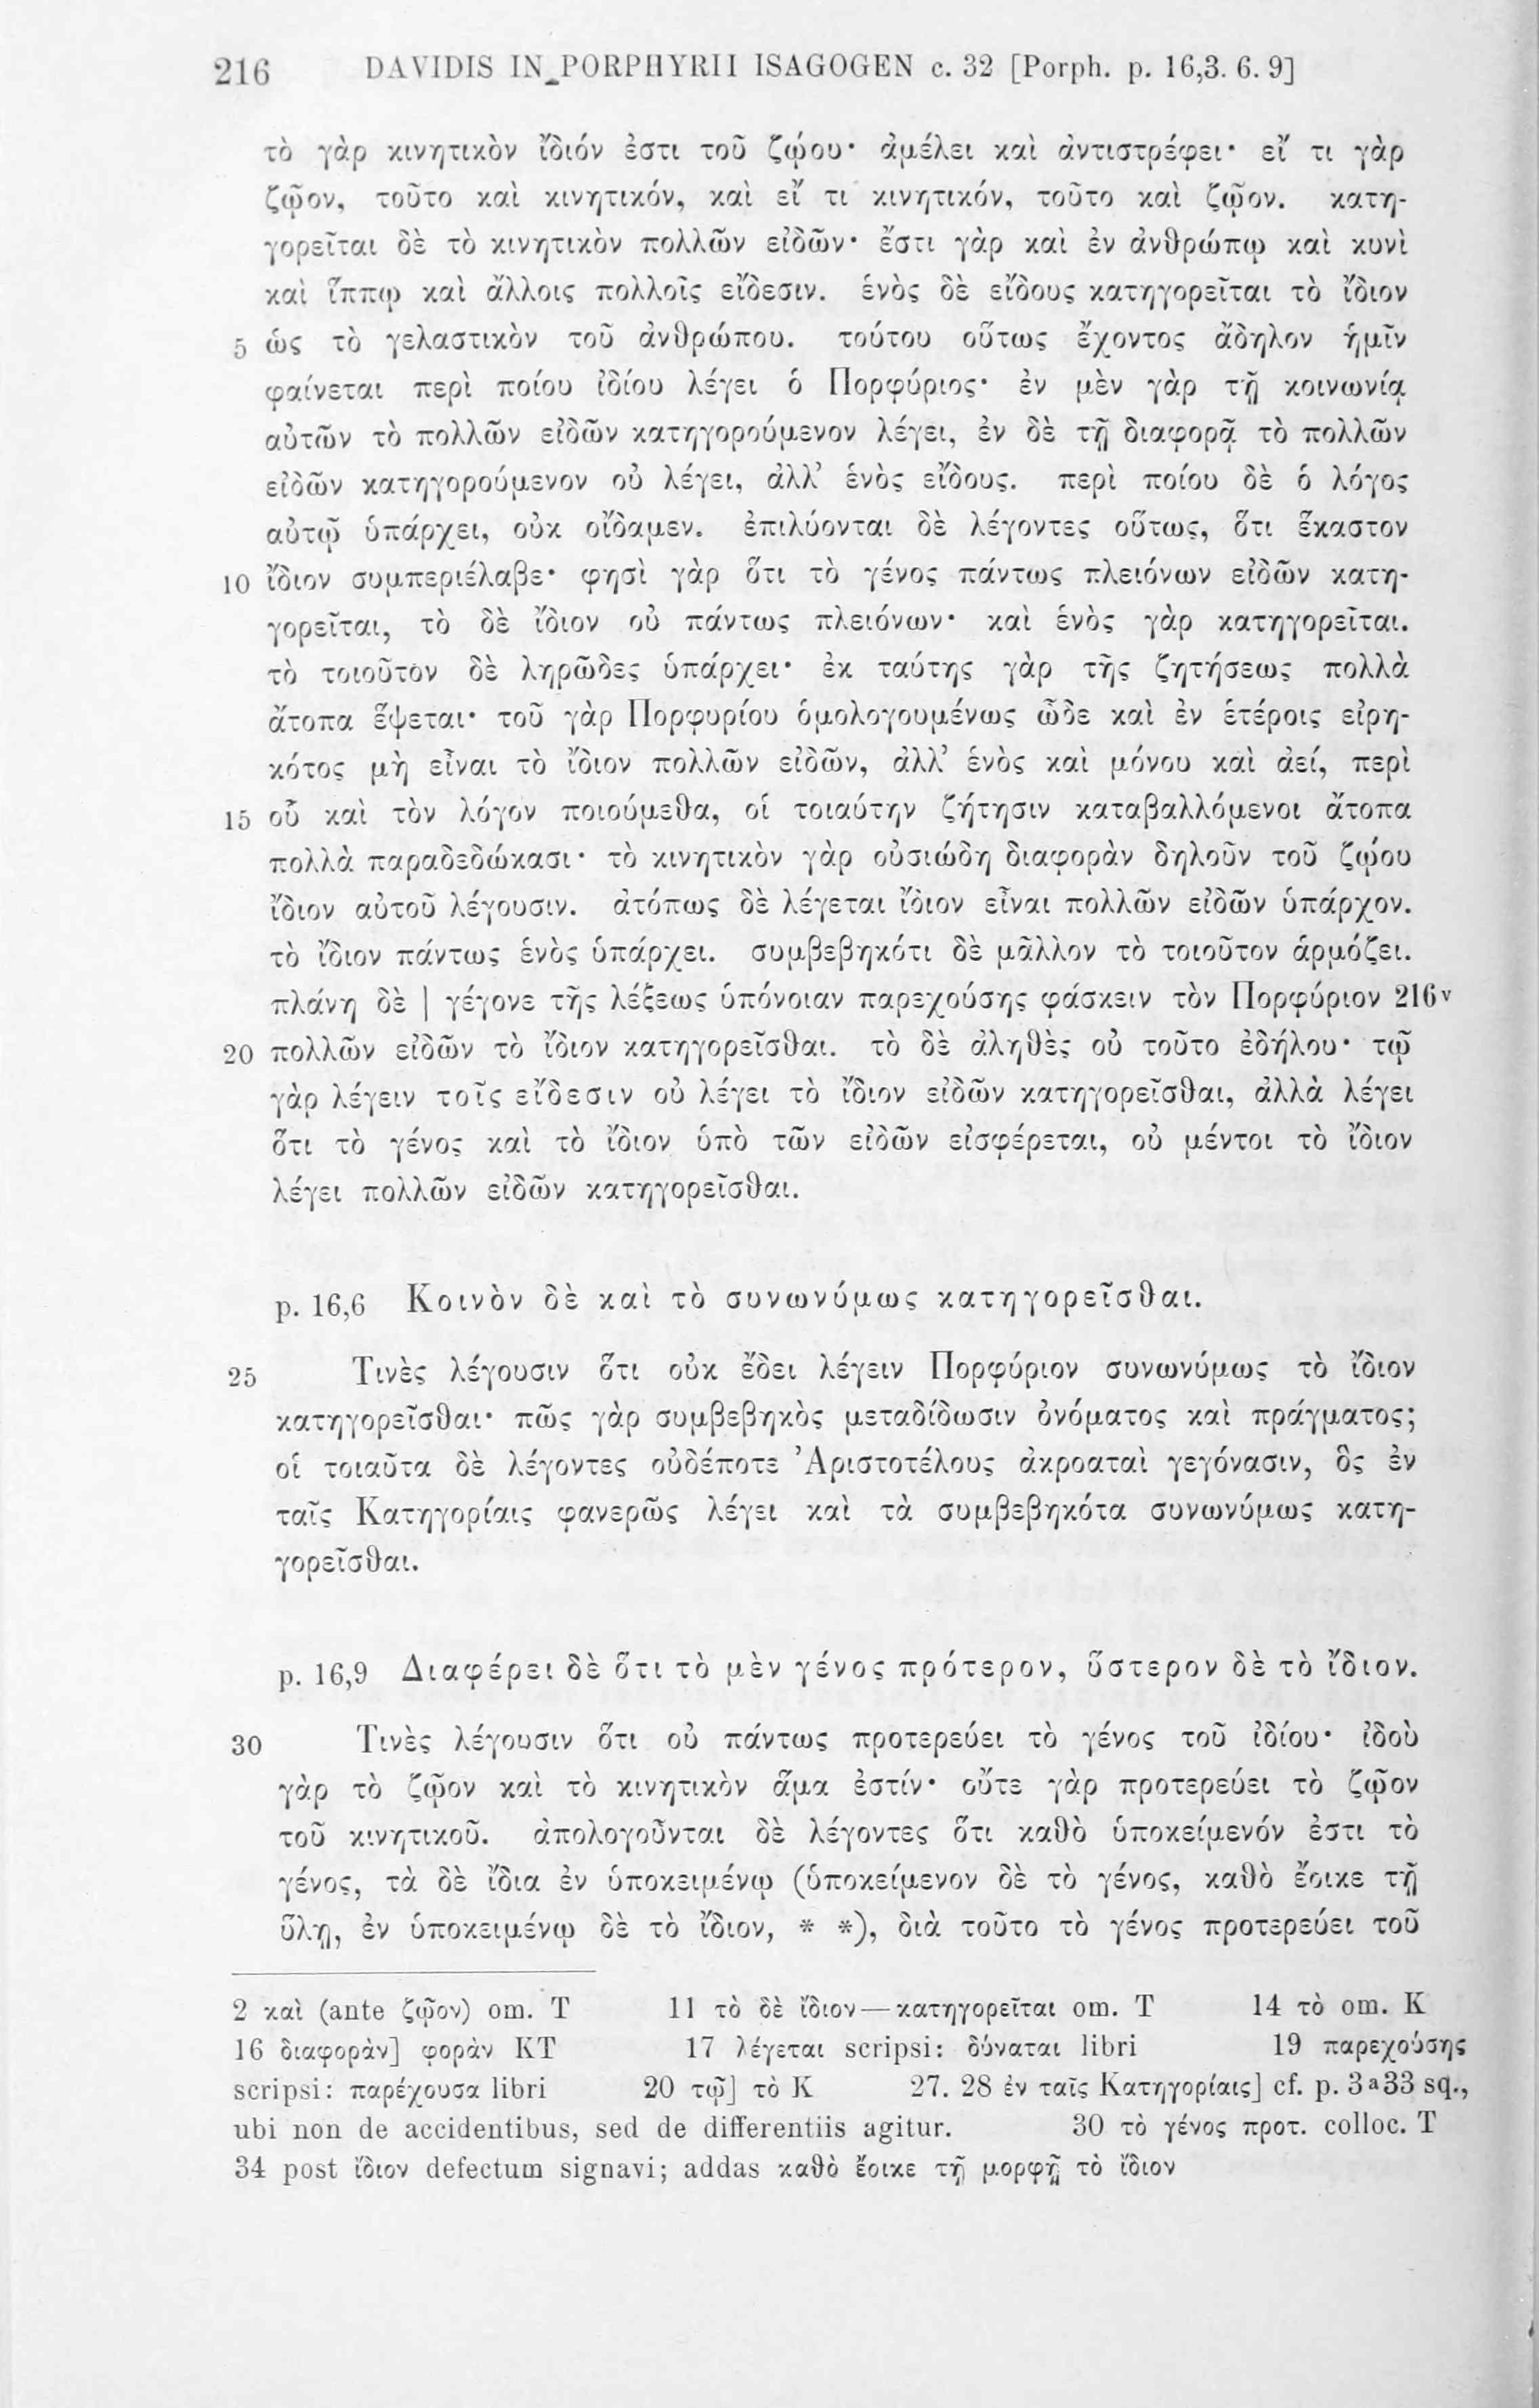 216 DAVIDIS IN PORPHYRII ISAGOGEN c. 32 [Porph. p. 16,3. 6. 9]
τὸ γὰρ κινητικὸν ἴδιόν ἐστι τοῦ ζῴου· ἀμέλει καὶ ἀντιστρέφει· εἴ τι γὰρ
ζῷον, τοῦτο καὶ κινητικόν, καὶ εἴ τι κινητικόν, τοῦτο καὶ ζῷον. κατη-
γορεῖται δὲ τὸ κινητικὸν πολλῶν εἰδῶν· ἔστι γὰρ καὶ ἐν ἀνθρώπῳ καὶ κυνὶ
καὶ ἵππῳ καὶ ἄλλοις πολλοῖς εἴδεσιν. ἑνὸς δὲ εἴδους κατηγορεῖται τὸ ἴδιον
5 ὡς τὸ γελαστικὸν τοῦ ἀνθρώπου. τούτου οὕτως ἔχοντος ἄδηλον ἡμῖν
φαίνεται περὶ ποίου ἰδίου λέγει ὁ Πορφύριος· ἐν μὲν γὰρ τῇ κοινωνίᾳ
αὐτῶν τὸ πολλῶν εἰδῶν κατηγορούμενον λέγει, ἐν δὲ τῇ διαφορᾷ τὸ πολλῶν
εἰδῶν κατηγορούμενον οὐ λέγει, ἀλλ’ ἑνὸς εἴδους. περὶ ποίου δὲ ὁ λόγος
αὐτῷ ὑπάρχει, οὐκ οἴδαμεν. ἐπιλύονται δὲ λέγοντες οὕτως, ὅτι ἕκαστον
10 ἴδιον συμπεριέλαβε· φησὶ γὰρ ὅτι τὸ γένος πάντως πλειόνων εἰδῶν κατη-
γορεῖται, τὸ δὲ ἴδιον οὐ πάντως πλειόνων· καὶ ἑνὸς γὰρ κατηγορεῖται.
τὸ τοιοῦτον δὲ ληρῶδες ὑπάρχει· ἐκ ταύτης γὰρ τῆς ζητήσεως πολλὰ
ἄτοπα ἕψεται· τοῦ γὰρ Πορφυρίου ὁμολογουμένως ὧδε καὶ ἐν ἑτέροις εἰρη-
κότος μὴ εἶναι τὸ ἴδιον πολλῶν εἰδῶν, ἀλλ’ ἑνὸς καὶ μόνου καὶ ἀεί, περὶ
15 οὗ καὶ τὸν λόγον ποιούμεθα, οἱ τοιαύτην ζήτησιν καταβαλλόμενοι ἄτοπα
πολλὰ παραδεδώκασι· τὸ κινητικὸν γὰρ οὐσιώδη διαφορὰν δηλοῦν τοῦ ζῴου
ἴδιον αὐτοῦ λέγουσιν. ἀτόπως δὲ λέγεται ἴδιον εἶναι πολλῶν εἰδῶν ὑπάρχον.
τὸ ἴδιον πάντως ἑνὸς ὑπάρχει. συμβεβηκότι δὲ μᾶλλον τὸ τοιοῦτον ἁρμόζει.
πλάνη δὲ | γέγονε τῆς λέξεως ὑπόνοιαν παρεχούσης φάσκειν τὸν Πορφύριον 216v
20 πολλῶν εἰδῶν τὸ ἴδιον κατηγορεῖσθαι. τὸ δὲ ἀληθὲς οὐ τοῦτο ἐδήλου· τῷ
γὰρ λέγειν τοῖς εἴδεσιν οὐ λέγει τὸ ἴδιον εἰδῶν κατηγορεῖσθαι, ἀλλὰ λέγει
ὅτι τὸ γένος καὶ τὸ ἴδιον ὑπὸ τῶν εἰδῶν εἰσφέρεται, οὐ μέντοι τὸ ἴδιον
λέγει πολλῶν εἰδῶν κατηγορεῖσθαι.
p. 16,6 Κοινὸν δὲ καὶ τὸ συνωνύμως κατηγορεῖσθαι.
25 Τινὲς λέγουσιν ὅτι οὐκ ἔδει λέγειν Πορφύριον συνωνύμως τὸ ἴδιον
κατηγορεῖσθαι· πῶς γὰρ συμβεβηκὸς μεταδίδωσιν ὀνόματος καὶ πράγματος;
οἱ τοιαῦτα δὲ λέγοντες οὐδέποτε Ἀριστοτέλους ἀκροαταὶ γεγόνασιν, ὃς ἐν
ταῖς Κατηγορίαις φανερῶς λέγει καὶ τὰ συμβεβηκότα συνωνύμως κατη-
γορεῖσθαι.
p. 16,9 Διαφέρει δὲ ὅτι τὸ μὲν γένος πρότερον, ὕστερον δὲ τὸ ἴδιον.
30 Τινὲς λέγουσιν ὅτι οὐ πάντως προτερεύει τὸ γένος τοῦ ἰδίου· ἰδοὺ
γὰρ τὸ ζῷον καὶ τὸ κινητικὸν ἅμα ἐστίν· οὔτε γὰρ προτερεύει τὸ ζῷον
τοῦ κινητικοῦ. ἀπολογοῦνται δὲ λέγοντες ὅτι καθὸ ὑποκείμενόν ἐστι τὸ
γένος, τὰ δὲ ἴδια ἐν ὑποκειμένῳ (ὑποκείμενον δὲ τὸ γένος, καθὸ ἔοικε τῇ
ὕλῃ, ἐν ὑποκειμένῳ δὲ τὸ ἴδιον, * *), διὰ τοῦτο τὸ γένος προτερεύει τοῦ
2 καὶ (ante ζῷον) om. T 11 τὸ δὲ ἴδιον—κατηγορεῖται om. T 14 τὸ om. K
16 διαφορὰν] φορὰν KT 17 λέγεται scripsi: δύναται libri 19 παρεχούσης
scripsi: παρέχουσα libri 20 τῷ] τὸ K 27. 28 ἐν ταῖς Κατηγορίαις] cf. p. 3a33 sq.,
ubi non de accidentibus, sed de differentiis agitur. 30 τὸ γένος προτ. colloc. T
34 post ἴδιον defectum signavi; addas καθὸ ἔοικε τῇ μορφῇ τὸ ἴδιον